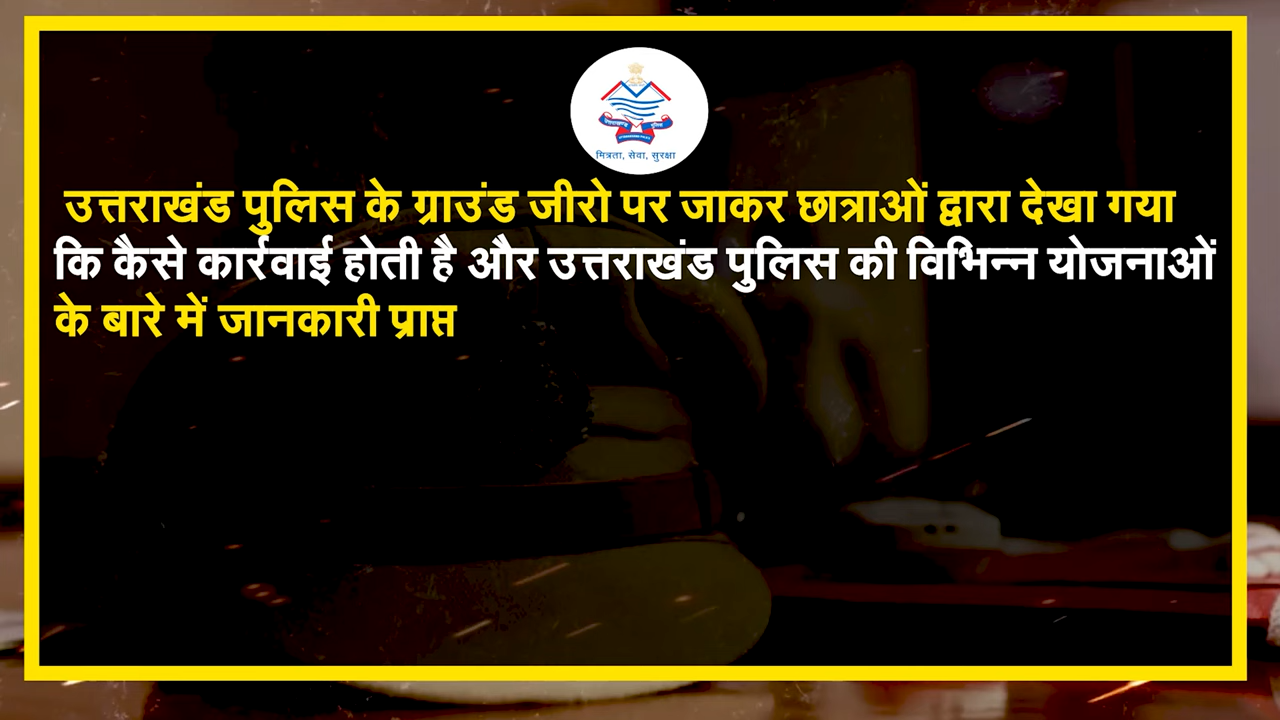 मित्रता, सेवा, सुरक्षा
उत्तराखंड पुलिस के ग्राउंड जीरो पर जाकर छात्राओं द्वारा देखा गया
कि कैसे कार्रवाई होती है और उत्तराखंड पुलिस की विभिन्न योजनाओं
के बारे में जानकारी प्राप्त